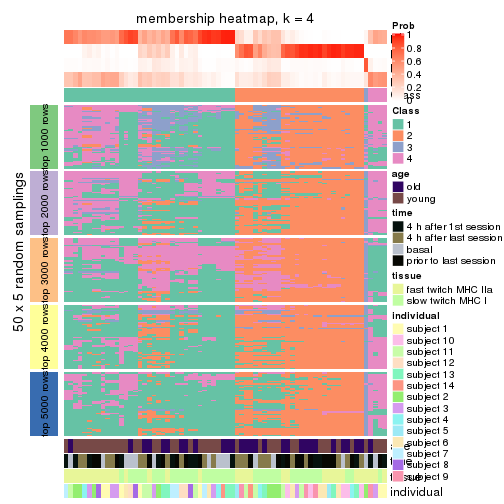 membership heatmap, k = 4
50 x 5 random samplings
top 1000 rows
top 2000 rows
top 3000 rows
top 4000 rows
top 5000 rows
Prob
1
0.8
0.6
0.4
0.2
0
Class
1
2
3
4
age
old
young
time
4 h after 1st session
4 h after last session
basal
prior to last session
tissue
fast twitch MHC IIa
slow twitch MHC I
individual
subject 1
subject 10
subject 11
subject 12
subject 13
subject 14
subject 2
subject 3
subject 4
subject 5
subject 6
subject 7
subject 8
subject 9
individual